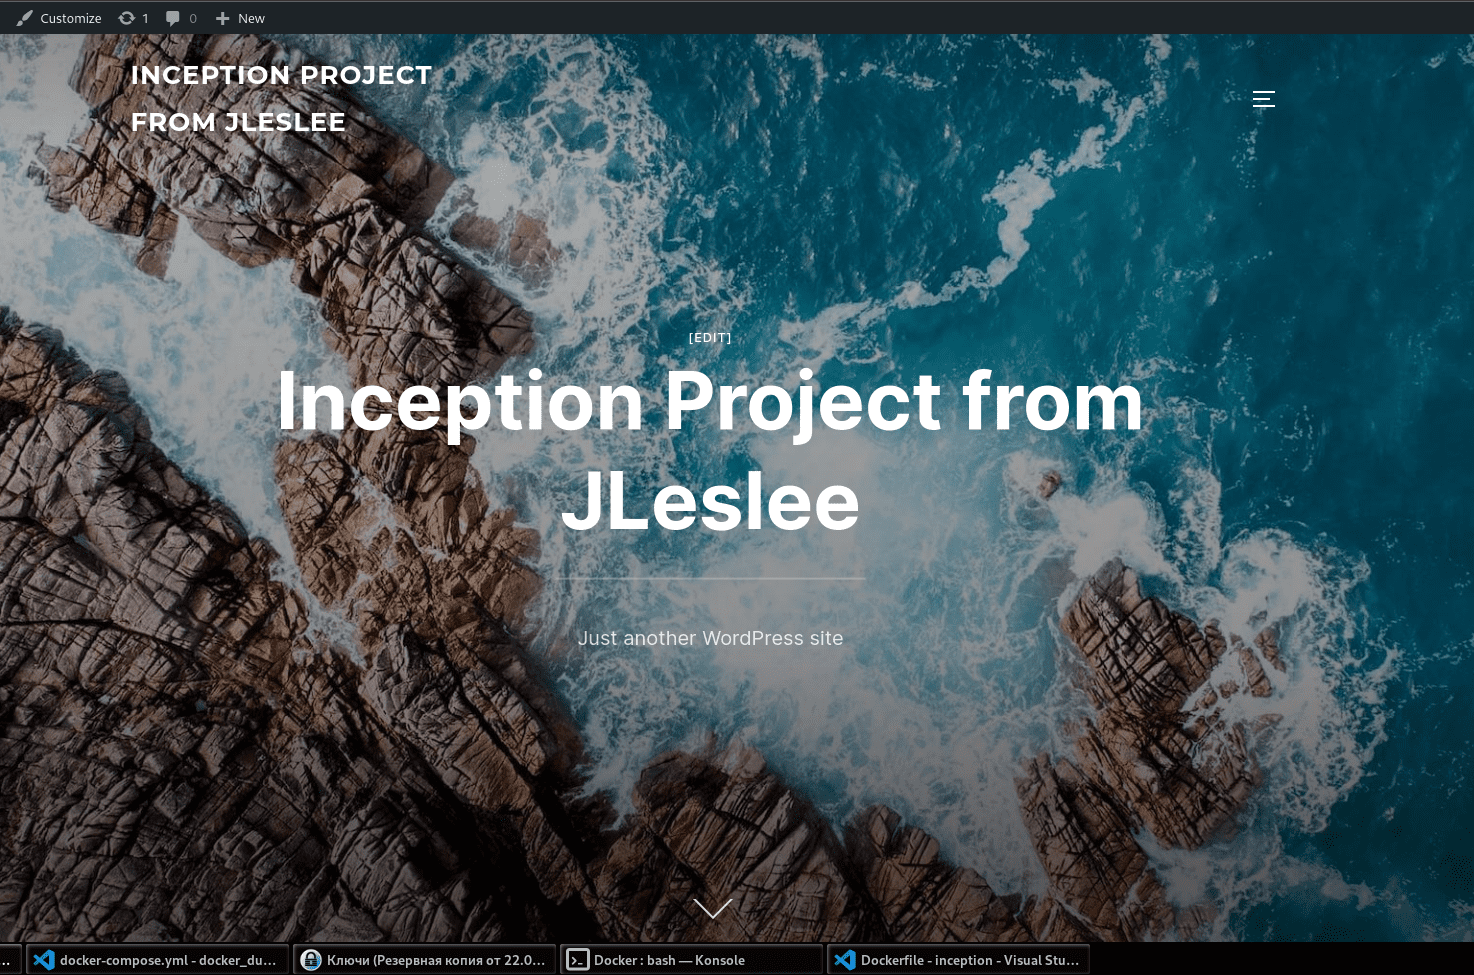 Customize 1 0 New
INCEPTION PROJECT
FROM JLESLEE
[EDIT]
Inception Project from
JLeslee
Just another WordPress site
... docker-compose.yml - docker_du... Ключи (Резервная копия от 22.0... Docker : bash — Konsole Dockerfile - inception - Visual Stu...